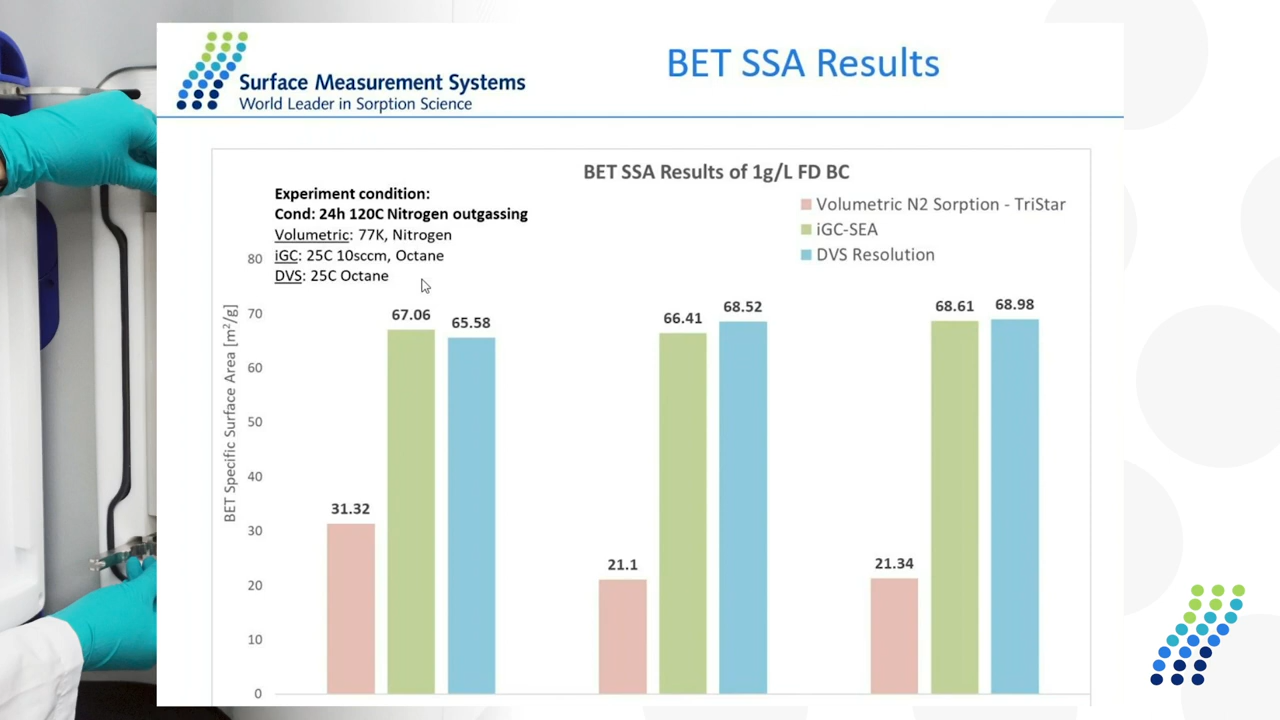 Surface Measurement Systems
World Leader in Sorption Science
BET SSA Results
BET SSA Results of 1g/L FD BC
Experiment condition:
Cond: 24h 120C Nitrogen outgassing
Volumetric: 77K, Nitrogen
iGC: 25C 10sccm, Octane
DVS: 25C Octane
Volumetric N2 Sorption - TriStar
iGC-SEA
DVS Resolution
BET Specific Surface Area [m²/g]
80
70
60
50
40
30
20
10
0
31.32
67.06
65.58
21.1
66.41
68.52
21.34
68.61
68.98